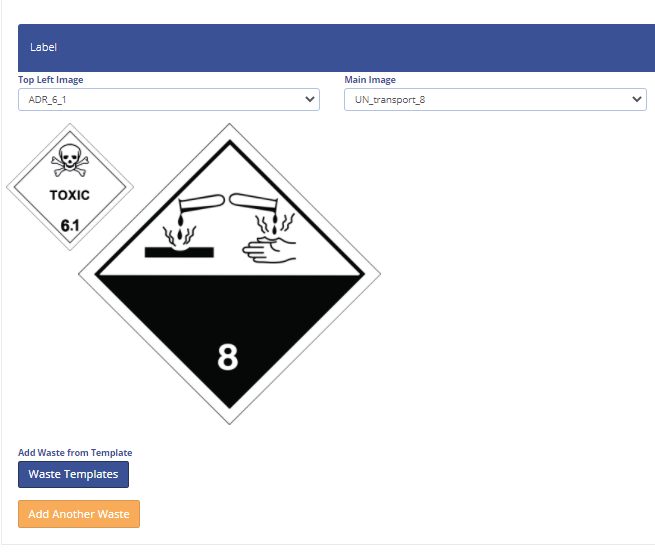 Label
Top Left Image
Main Image
ADR_6_1
UN_transport_8
TOXIC
6.1
8
Add Waste from Template
Waste Templates
Add Another Waste